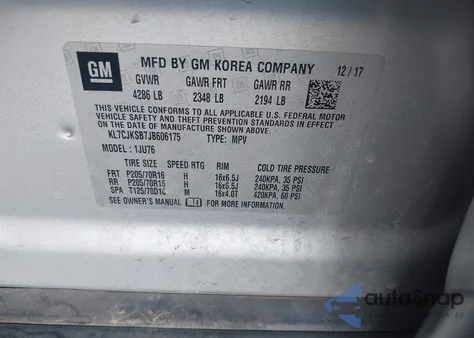 GM
MFD BY GM KOREA COMPANY 12/17
GVWR GAWR FRT GAWR RR
4286 LB 2348 LB 2194 LB
THIS VEHICLE CONFORMS TO ALL APPLICABLE U.S. FEDERAL MOTOR
VEHICLE SAFETY, BUMPER, AND THEFT PREVENTION STANDARDS IN
EFFECT ON THE DATE OF MANUFACTURE SHOWN ABOVE.
KL7CJKSB7JB606175 TYPE: MPV
MODEL: 1JU76
TIRE SIZE SPEED RTG RIM COLD TIRE PRESSURE
FRT P205/70R16 H 16x6.5J 240KPA, 35 PSI
RR P205/70R16 H 16x6.5J 240KPA, 35 PSI
SPA T125/70D16 M 16x4.0T 420KPA, 60 PSI
SEE OWNER'S MANUAL FOR MORE INFORMATION.
autoSnap